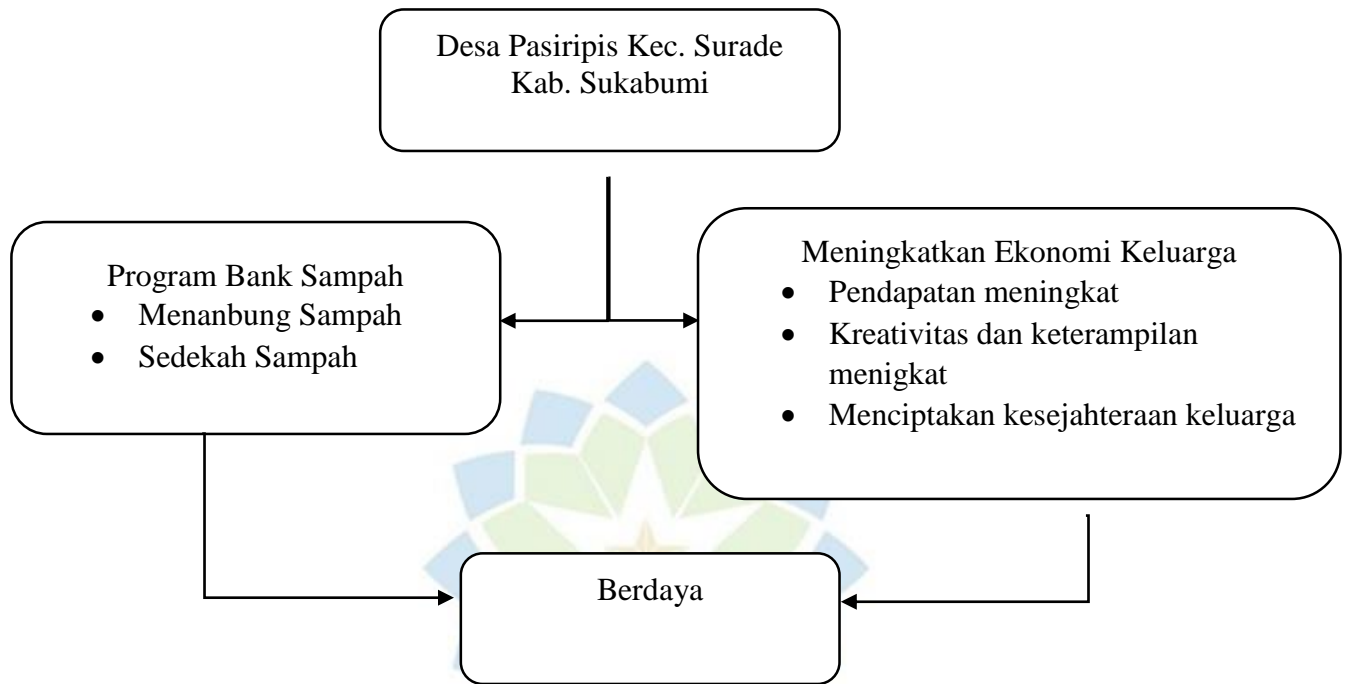 Desa Pasiripis Kec. Surade
Kab. Sukabumi
Program Bank Sampah
• Menanbung Sampah
• Sedekah Sampah
Meningkatkan Ekonomi Keluarga
• Pendapatan meningkat
• Kreativitas dan keterampilan
menigkat
• Menciptakan kesejahteraan keluarga
Berdaya